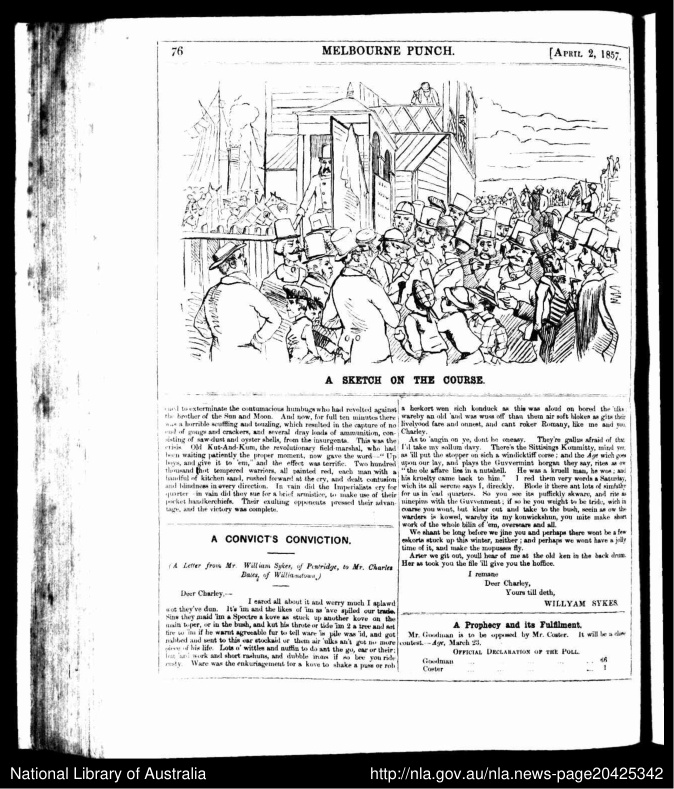 76
MELBOURNE PUNCH.
[APRIL 2, 1857.
A SKETCH ON THE COURSE.
to exterminate the contumacious humbugs who had revolted against
the brother of the Sun and Moon. And now, for full ten minutes there
was a horrible scuffling and touzling, which resulted in the capture of no
end of gongs and crackers, and several dray loads of ammunition, con-
sisting of sawdust and oyster shells, from the insurgents. This was the
crisis. Old Kut-And-Kum, the revolutionary field-marshal, who had
been waiting patiently the proper moment, now gave the word—"Up
boys, and give it to 'em," and the effect was terrific. Two hundred
thousand hot tempered warriors, all painted red, each man with a
handful of kitchen sand, rushed forward at the cry, and dealt confusion
and blindness in every direction. In vain did the Imperialists cry for
quarter—in vain did they sue for a brief armistice, to make use of their
pocket handkerchiefs. Their exulting opponents pressed their advan-
tage, and the victory was complete.
A CONVICT'S CONVICTION.
(A Letter from Mr. William Sykes, of Pentridge, to Mr. Charles
Bates, of Williamstown.)
Deer Charley,—
I eared all about it and werry much I aplawd
wot they've dun. It's 'im and the likes of 'im as 'ave spiled our trade.
Sins they maid 'im a Spectre a kove as stuck up another kove on the
main toper, or in the bush, and kut his throte or tide 'im 2 a tree and set
fire to 'im if he warnt agreeable fur to tell ware 'is pile was 'id, and got
nabbed and sent to this ear stockaid or them air 'ulks an't got no more
piece of his life. Lots o' wittles and nuffin to do ant the go, ear or their;
but 'ard work and short rashuns, and dubble irons if so bee you ride
rusty. Ware was the enkuriagement for a kove to shake a puss or rob
a heskort wen sich konduck as this was aloud on bored the 'ulks
wareby an old 'and was wuss off than them air soft blokes as gits their
livelyood fare and onnest, and cant roker Romany, like me and you
Charley.
As to 'angin on ye, dont be oneasy. They're gallus afraid of that
I'd take my sollum davy. There's the Sittisings Kommitty, mind yer,
as 'ill put the stopper on sich a windicktiff corse; and the Age wich goes
upon our lay, and plays the Guvvermint horgan they say, rites as ow
"the ole affare lies in a nutshell. He was a kruell man, he wos; and
his kruelty came back to him." I red them very words a Saturday,
wich its all serene says I, direckly. Blode if there ant lots of sinfally
for us in 'ead quarters. So you see its puffickly skware, and rite as
ninepins with the Guvvement; if so be you weight to be tride, wich in
coarse you wont, but klear out and take to the bush, seein as ow the
warders is kowed, wareby its my konwickshun, you mite make short
work of the whole bilin of 'em, overseers and all.
We shant be long before we jine you and perhaps there wont be a few
eskorts stuck up this winter, neither; and perhaps we wont have a jolly
time of it, and make the mopusses fly.
Arter we git out, youll hear of me at the old ken in the back drum.
Her as took you the file 'ill give you the hoffice.
I remane
Deer Charley,
Yours till deth,
WILLYAM SYKES.
A Prophecy and its Fulfilment.
Mr. Goodman is to be opposed by Mr. Coster. It will be a close
contest.—Age, March 23.
OFFICIAL DECLARATION OF THE POLL.
Goodman ... 86
Coster ... 1
National Library of Australia
http://nla.gov.au/nla.news-page20425342